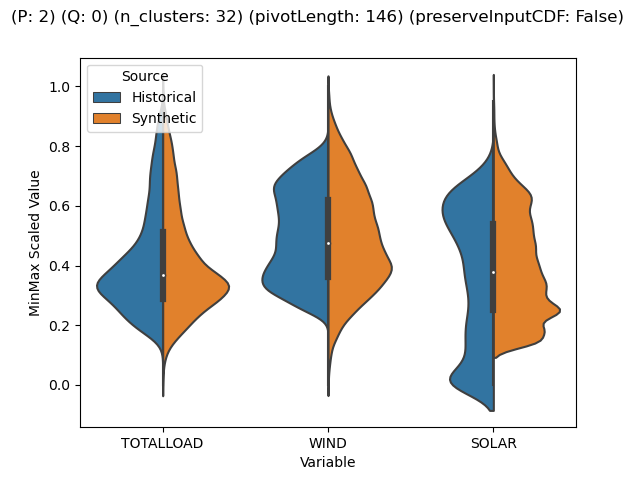 (P: 2) (Q: 0) (n_clusters: 32) (pivotLength: 146) (preserveInputCDF: False)
Source
Historical
Synthetic
MinMax Scaled Value
1.0
0.8
0.6
0.4
0.2
0.0
TOTALLOAD WIND SOLAR
Variable